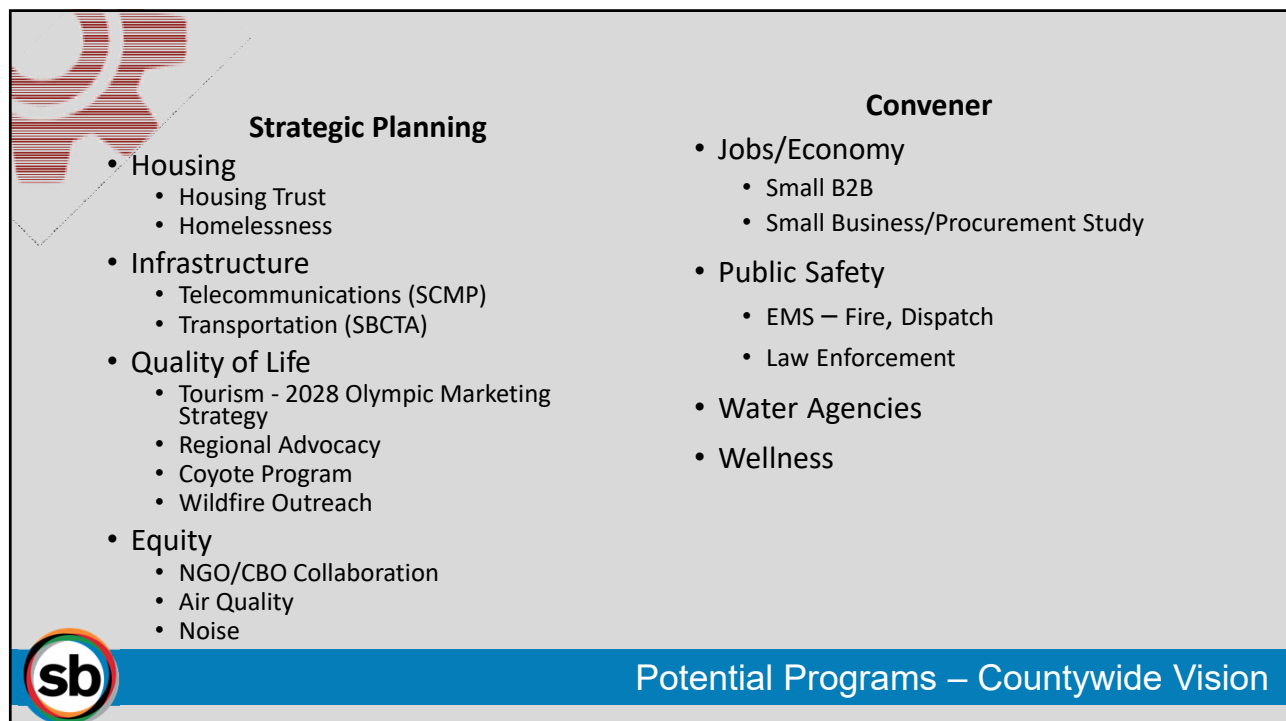 Strategic Planning
• Housing
• Housing Trust
• Homelessness
• Infrastructure
• Telecommunications (SCMP)
• Transportation (SBCTA)
• Quality of Life
• Tourism - 2028 Olympic Marketing
Strategy
• Regional Advocacy
• Coyote Program
• Wildfire Outreach
• Equity
• NGO/CBO Collaboration
• Air Quality
• Noise
Convener
• Jobs/Economy
• Small B2B
• Small Business/Procurement Study
• Public Safety
• EMS – Fire, Dispatch
• Law Enforcement
• Water Agencies
• Wellness
sb
Potential Programs – Countywide Vision